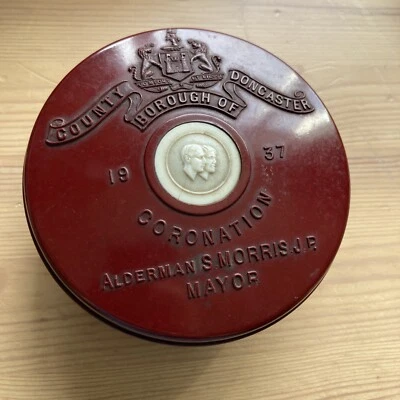 COUNTY BOROUGH OF DONCASTER
19 37
CORONATION
ALDERMAN S MORRIS J.P.
MAYOR